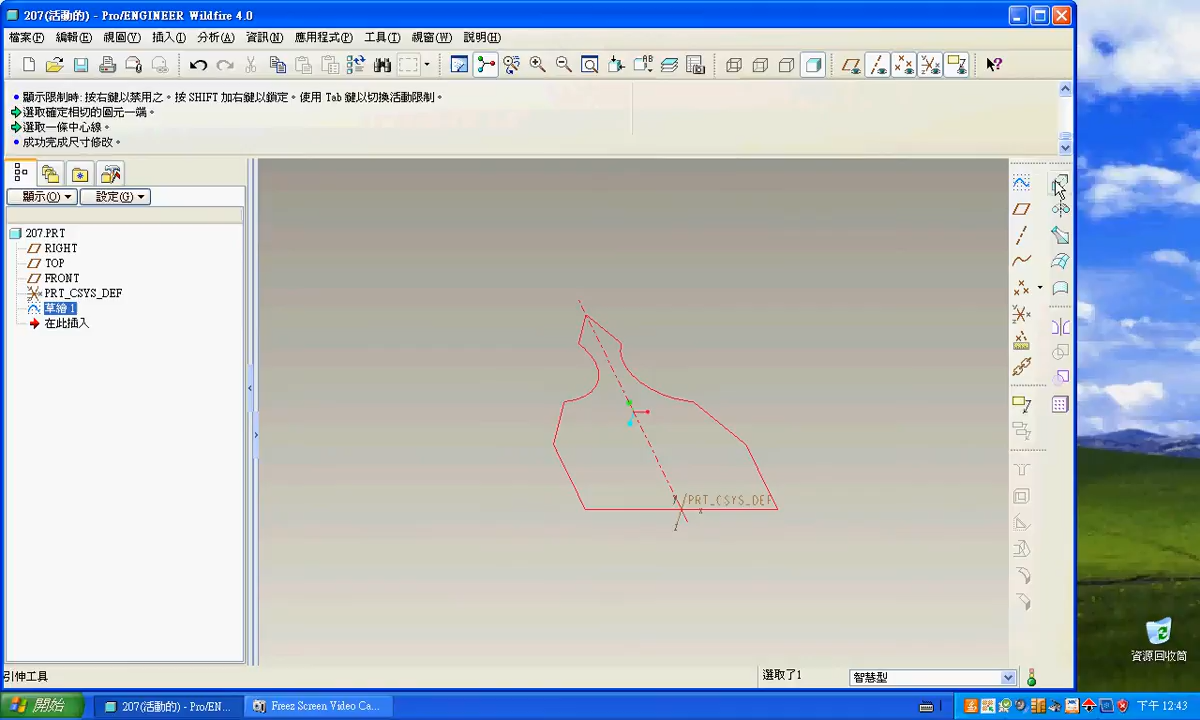 207(活動的) - Pro/ENGINEER Wildfire 4.0
檔案(F) 編輯(E) 視圖(V) 插入(I) 分析(A) 資訊(N) 應用程式(P) 工具(T) 視窗(W) 說明(H)
顯示限制時: 按右鍵以禁用之。按 SHIFT 加右鍵以鎖定。使用 Tab 鍵以切換活動限制。
選取確定相切的圖元一端。
選取一條中心線。
成功完成尺寸修改。
顯示(O) 設定(G)
207.PRT
RIGHT
TOP
FRONT
PRT_CSYS_DEF
草繪 1
在此插入
Y PRT_CSYS_DEF
X
Z
引伸工具 選取了1 智慧型
資源回收筒
開始 207(活動的) - Pro/EN... Freez Screen Video Ca... 下午 12:43